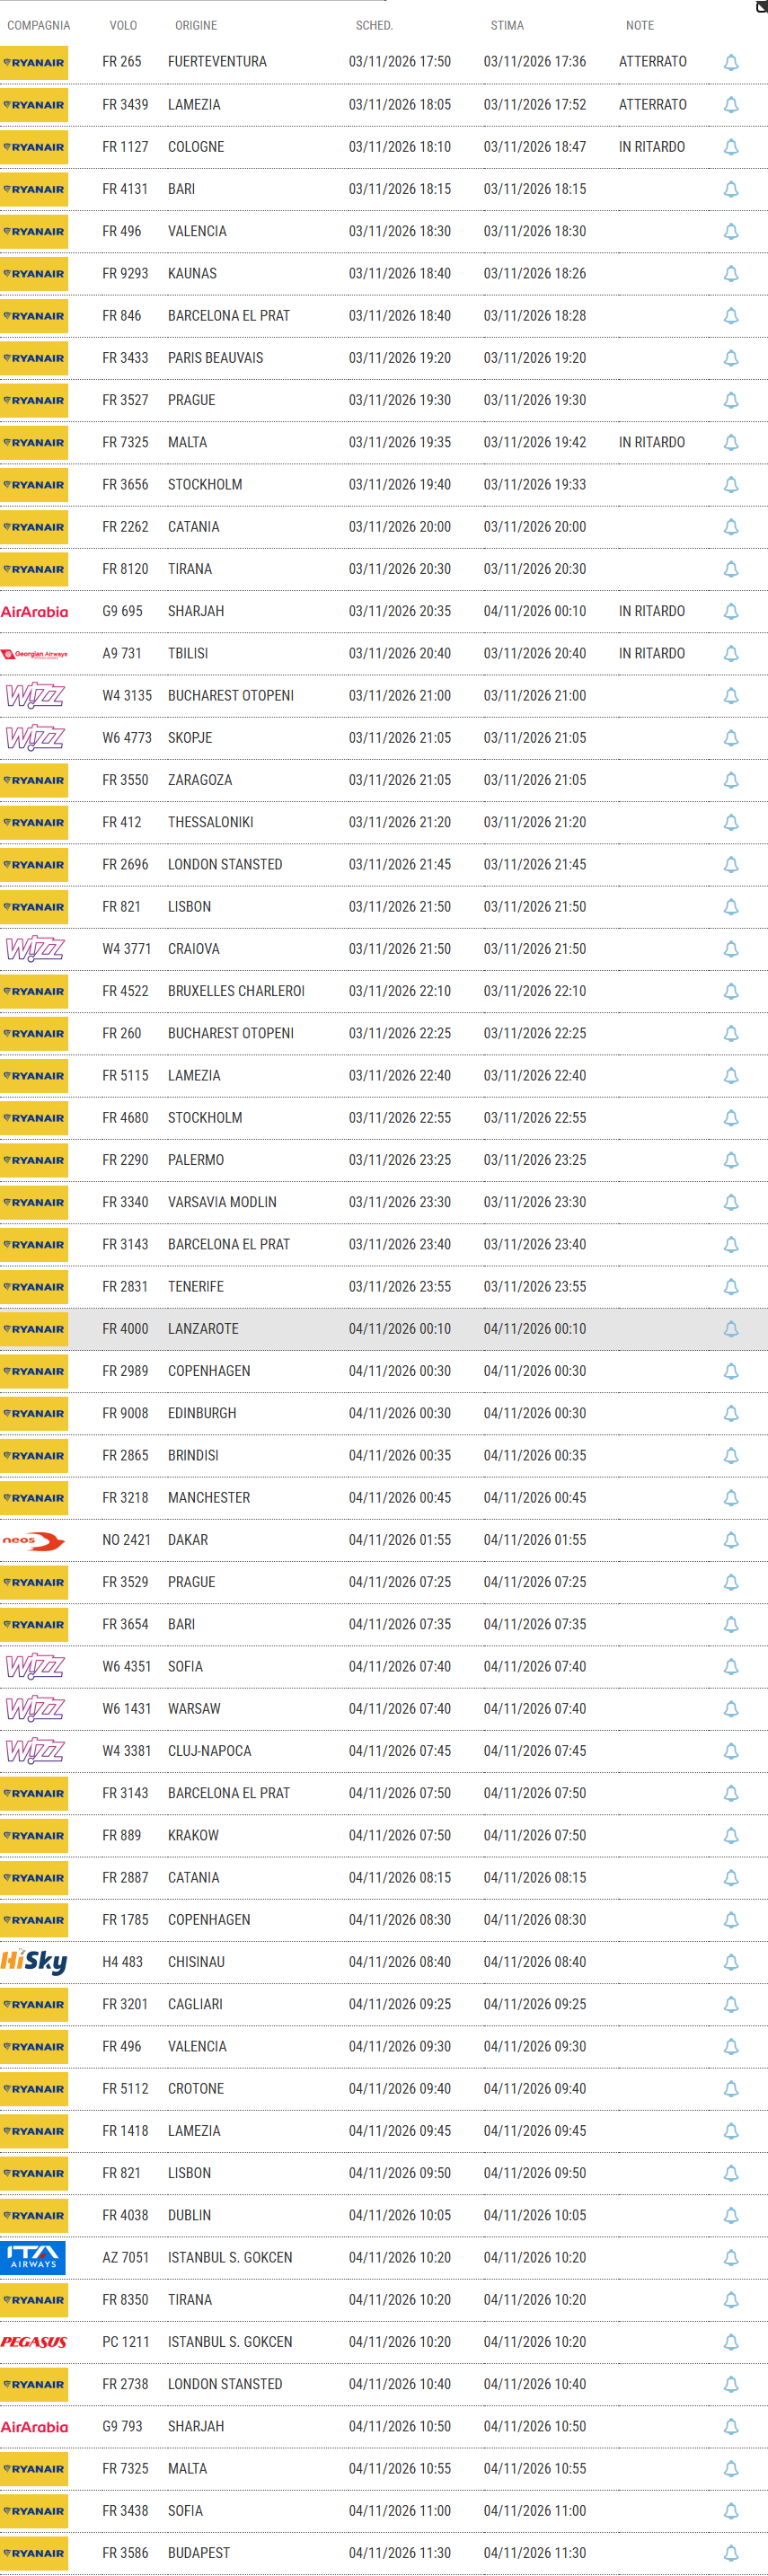 COMPAGNIA VOLO ORIGINE SCHED. STIMA NOTE
RYANAIR FR 265 FUERTEVENTURA 03/11/2026 17:50 03/11/2026 17:36 ATTERRATO
RYANAIR FR 3439 LAMEZIA 03/11/2026 18:05 03/11/2026 17:52 ATTERRATO
RYANAIR FR 1127 COLOGNE 03/11/2026 18:10 03/11/2026 18:47 IN RITARDO
RYANAIR FR 4131 BARI 03/11/2026 18:15 03/11/2026 18:15
RYANAIR FR 496 VALENCIA 03/11/2026 18:30 03/11/2026 18:30
RYANAIR FR 9293 KAUNAS 03/11/2026 18:40 03/11/2026 18:26
RYANAIR FR 846 BARCELONA EL PRAT 03/11/2026 18:40 03/11/2026 18:28
RYANAIR FR 3433 PARIS BEAUVAIS 03/11/2026 19:20 03/11/2026 19:20
RYANAIR FR 3527 PRAGUE 03/11/2026 19:30 03/11/2026 19:30
RYANAIR FR 7325 MALTA 03/11/2026 19:35 03/11/2026 19:42 IN RITARDO
RYANAIR FR 3656 STOCKHOLM 03/11/2026 19:40 03/11/2026 19:33
RYANAIR FR 2262 CATANIA 03/11/2026 20:00 03/11/2026 20:00
RYANAIR FR 8120 TIRANA 03/11/2026 20:30 03/11/2026 20:30
AirArabia G9 695 SHARJAH 03/11/2026 20:35 04/11/2026 00:10 IN RITARDO
Georgian Airways A9 731 TBILISI 03/11/2026 20:40 03/11/2026 20:40 IN RITARDO
WIZZ W4 3135 BUCHAREST OTOPENI 03/11/2026 21:00 03/11/2026 21:00
WIZZ W6 4773 SKOPJE 03/11/2026 21:05 03/11/2026 21:05
RYANAIR FR 3550 ZARAGOZA 03/11/2026 21:05 03/11/2026 21:05
RYANAIR FR 412 THESSALONIKI 03/11/2026 21:20 03/11/2026 21:20
RYANAIR FR 2696 LONDON STANSTED 03/11/2026 21:45 03/11/2026 21:45
RYANAIR FR 821 LISBON 03/11/2026 21:50 03/11/2026 21:50
WIZZ W4 3771 CRAIOVA 03/11/2026 21:50 03/11/2026 21:50
RYANAIR FR 4522 BRUXELLES CHARLEROI 03/11/2026 22:10 03/11/2026 22:10
RYANAIR FR 260 BUCHAREST OTOPENI 03/11/2026 22:25 03/11/2026 22:25
RYANAIR FR 5115 LAMEZIA 03/11/2026 22:40 03/11/2026 22:40
RYANAIR FR 4680 STOCKHOLM 03/11/2026 22:55 03/11/2026 22:55
RYANAIR FR 2290 PALERMO 03/11/2026 23:25 03/11/2026 23:25
RYANAIR FR 3340 VARSAVIA MODLIN 03/11/2026 23:30 03/11/2026 23:30
RYANAIR FR 3143 BARCELONA EL PRAT 03/11/2026 23:40 03/11/2026 23:40
RYANAIR FR 2831 TENERIFE 03/11/2026 23:55 03/11/2026 23:55
RYANAIR FR 4000 LANZAROTE 04/11/2026 00:10 04/11/2026 00:10
RYANAIR FR 2989 COPENHAGEN 04/11/2026 00:30 04/11/2026 00:30
RYANAIR FR 9008 EDINBURGH 04/11/2026 00:30 04/11/2026 00:30
RYANAIR FR 2865 BRINDISI 04/11/2026 00:35 04/11/2026 00:35
RYANAIR FR 3218 MANCHESTER 04/11/2026 00:45 04/11/2026 00:45
neos NO 2421 DAKAR 04/11/2026 01:55 04/11/2026 01:55
RYANAIR FR 3529 PRAGUE 04/11/2026 07:25 04/11/2026 07:25
RYANAIR FR 3654 BARI 04/11/2026 07:35 04/11/2026 07:35
WIZZ W6 4351 SOFIA 04/11/2026 07:40 04/11/2026 07:40
WIZZ W6 1431 WARSAW 04/11/2026 07:40 04/11/2026 07:40
WIZZ W4 3381 CLUJ-NAPOCA 04/11/2026 07:45 04/11/2026 07:45
RYANAIR FR 3143 BARCELONA EL PRAT 04/11/2026 07:50 04/11/2026 07:50
RYANAIR FR 889 KRAKOW 04/11/2026 07:50 04/11/2026 07:50
RYANAIR FR 2887 CATANIA 04/11/2026 08:15 04/11/2026 08:15
RYANAIR FR 1785 COPENHAGEN 04/11/2026 08:30 04/11/2026 08:30
HiSky H4 483 CHISINAU 04/11/2026 08:40 04/11/2026 08:40
RYANAIR FR 3201 CAGLIARI 04/11/2026 09:25 04/11/2026 09:25
RYANAIR FR 496 VALENCIA 04/11/2026 09:30 04/11/2026 09:30
RYANAIR FR 5112 CROTONE 04/11/2026 09:40 04/11/2026 09:40
RYANAIR FR 1418 LAMEZIA 04/11/2026 09:45 04/11/2026 09:45
RYANAIR FR 821 LISBON 04/11/2026 09:50 04/11/2026 09:50
RYANAIR FR 4038 DUBLIN 04/11/2026 10:05 04/11/2026 10:05
ITA AIRWAYS AZ 7051 ISTANBUL S. GOKCEN 04/11/2026 10:20 04/11/2026 10:20
RYANAIR FR 8350 TIRANA 04/11/2026 10:20 04/11/2026 10:20
PEGASUS PC 1211 ISTANBUL S. GOKCEN 04/11/2026 10:20 04/11/2026 10:20
RYANAIR FR 2738 LONDON STANSTED 04/11/2026 10:40 04/11/2026 10:40
AirArabia G9 793 SHARJAH 04/11/2026 10:50 04/11/2026 10:50
RYANAIR FR 7325 MALTA 04/11/2026 10:55 04/11/2026 10:55
RYANAIR FR 3438 SOFIA 04/11/2026 11:00 04/11/2026 11:00
RYANAIR FR 3586 BUDAPEST 04/11/2026 11:30 04/11/2026 11:30